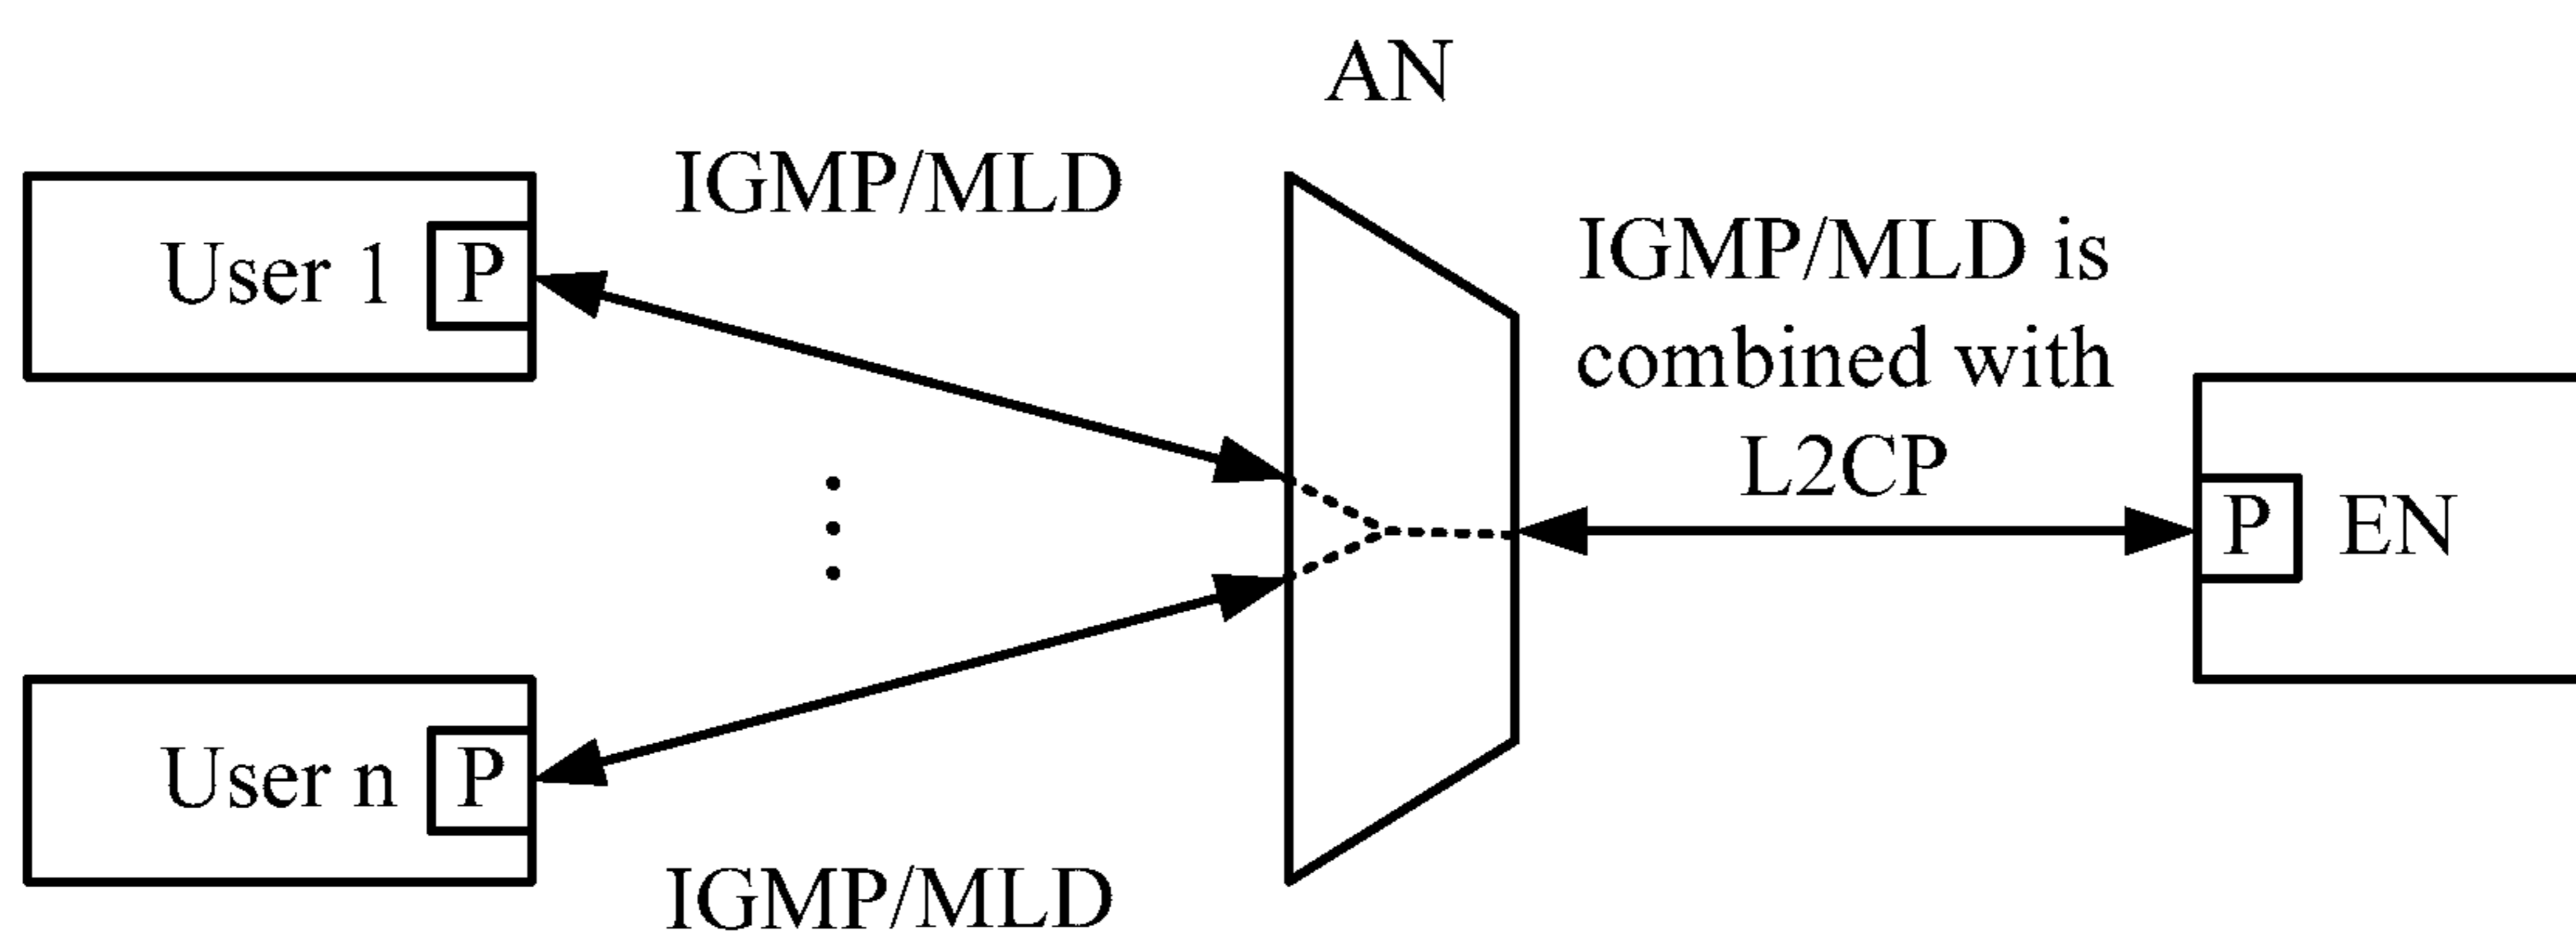 AN
IGMP/MLD
User 1
P
IGMP/MLD is
combined with
L2CP
P
EN
User n
P
IGMP/MLD